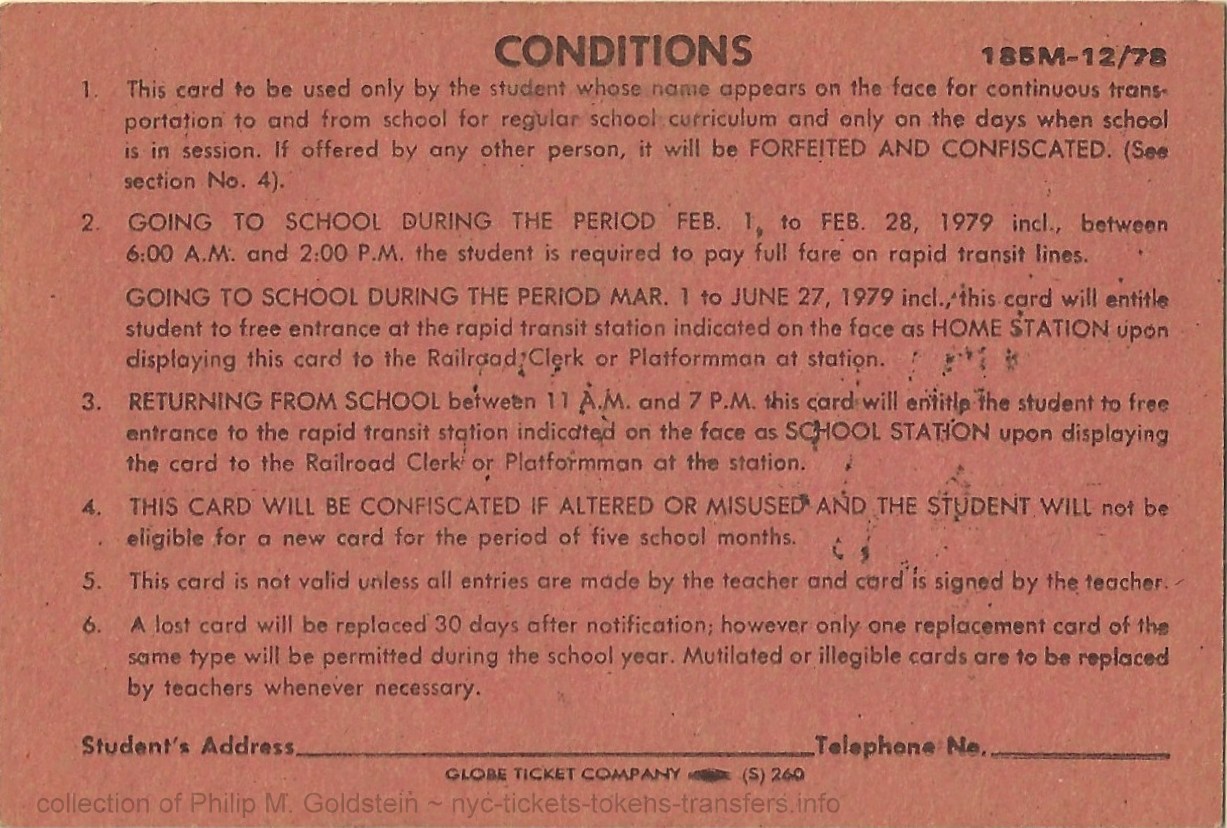 CONDITIONS 185M-12/78
1. This card to be used only by the student whose name appears on the face for continuous trans-
portation to and from school for regular school curriculum and only on the days when school
is in session. If offered by any other person, it will be FORFEITED AND CONFISCATED. (See
section No. 4).
2. GOING TO SCHOOL DURING THE PERIOD FEB. 1, to FEB. 28, 1979 incl., between
6:00 A.M. and 2:00 P.M. the student is required to pay full fare on rapid transit lines.
GOING TO SCHOOL DURING THE PERIOD MAR. 1 to JUNE 27, 1979 incl., this card will entitle
student to free entrance at the rapid transit station indicated on the face as HOME STATION upon
displaying this card to the Railroad Clerk or Platformman at station.
3. RETURNING FROM SCHOOL between 11 A.M. and 7 P.M. this card will entitle the student to free
entrance to the rapid transit station indicated on the face as SCHOOL STATION upon displaying
the card to the Railroad Clerk or Platformman at the station.
4. THIS CARD WILL BE CONFISCATED IF ALTERED OR MISUSED AND THE STUDENT WILL not be
eligible for a new card for the period of five school months.
5. This card is not valid unless all entries are made by the teacher and card is signed by the teacher.
6. A lost card will be replaced 30 days after notification; however only one replacement card of the
same type will be permitted during the school year. Mutilated or illegible cards are to be replaced
by teachers whenever necessary.
Student's Address Telephone No.
GLOBE TICKET COMPANY (S) 260
collection of Philip M. Goldstein ~ nyc-tickets-tokens-transfers.info